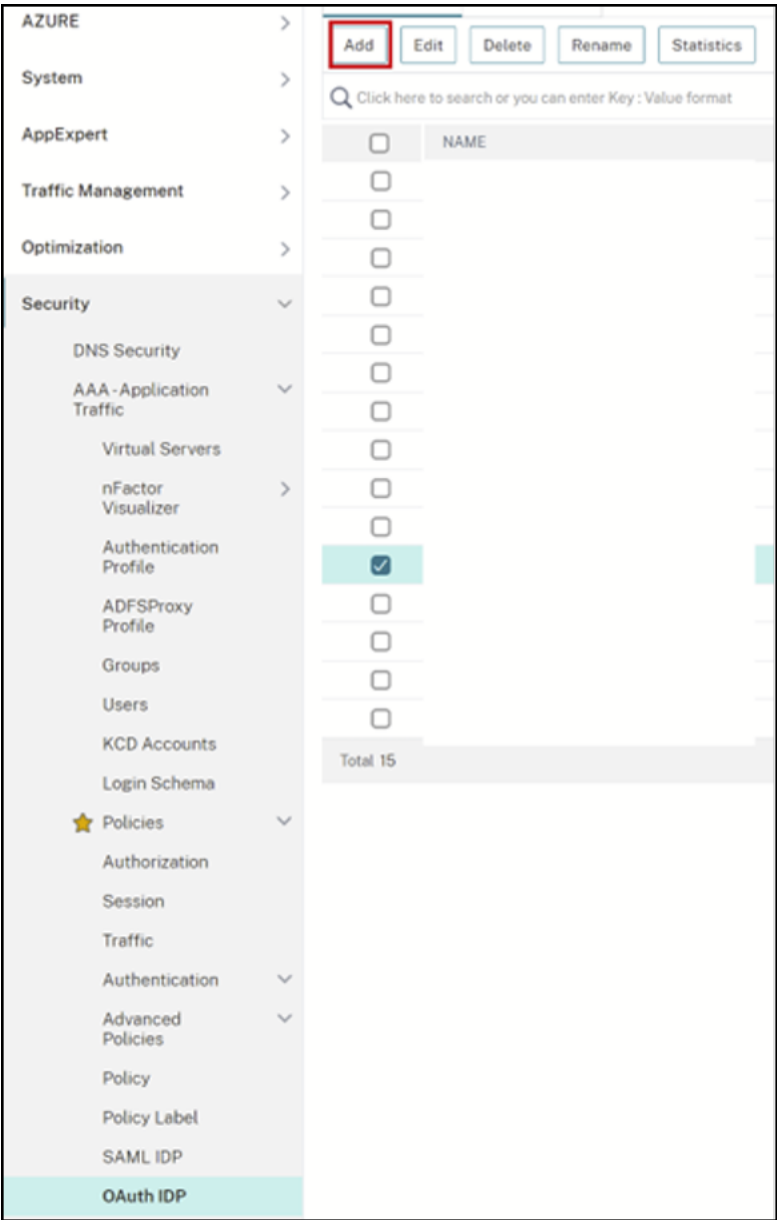 AZURE
System
AppExpert
Traffic Management
Optimization
Security
DNS Security
AAA - Application
Traffic
Virtual Servers
nFactor
Visualizer
Authentication
Profile
ADFSProxy
Profile
Groups
Users
KCD Accounts
Login Schema
Policies
Authorization
Session
Traffic
Authentication
Advanced
Policies
Policy
Policy Label
SAML IDP
OAuth IDP
Add Edit Delete Rename Statistics
Click here to search or you can enter Key : Value format
NAME
Total 15